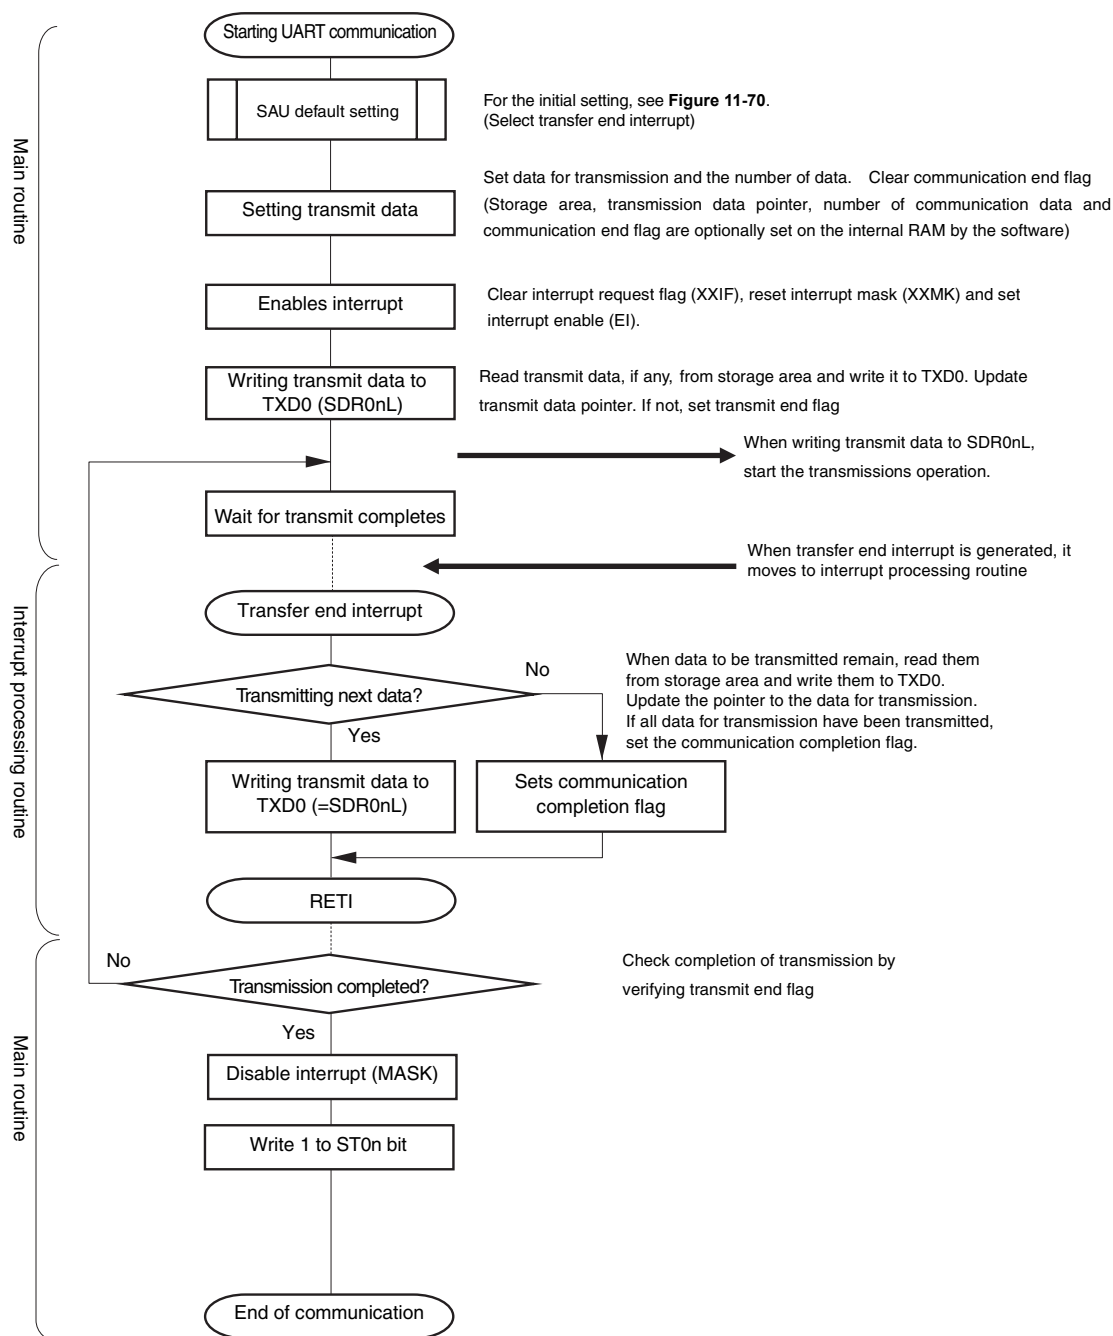 Starting UART communication
SAU default setting
For the initial setting, see Figure 11-70.
(Select transfer end interrupt)
Main routine
Setting transmit data
Set data for transmission and the number of data. Clear communication end flag
(Storage area, transmission data pointer, number of communication data and
communication end flag are optionally set on the internal RAM by the software)
Enables interrupt
Clear interrupt request flag (XXIF), reset interrupt mask (XXMK) and set
interrupt enable (EI).
Writing transmit data to
TXD0 (SDR0nL)
Read transmit data, if any, from storage area and write it to TXD0. Update
transmit data pointer. If not, set transmit end flag
When writing transmit data to SDR0nL,
start the transmissions operation.
Wait for transmit completes
When transfer end interrupt is generated, it
moves to interrupt processing routine
Interrupt processing routine
Transfer end interrupt
Transmitting next data?
No
Yes
When data to be transmitted remain, read them
from storage area and write them to TXD0.
Update the pointer to the data for transmission.
If all data for transmission have been transmitted,
set the communication completion flag.
Writing transmit data to
TXD0 (=SDR0nL)
Sets communication
completion flag
RETI
Main routine
No
Transmission completed?
Check completion of transmission by
verifying transmit end flag
Yes
Disable interrupt (MASK)
Write 1 to ST0n bit
End of communication